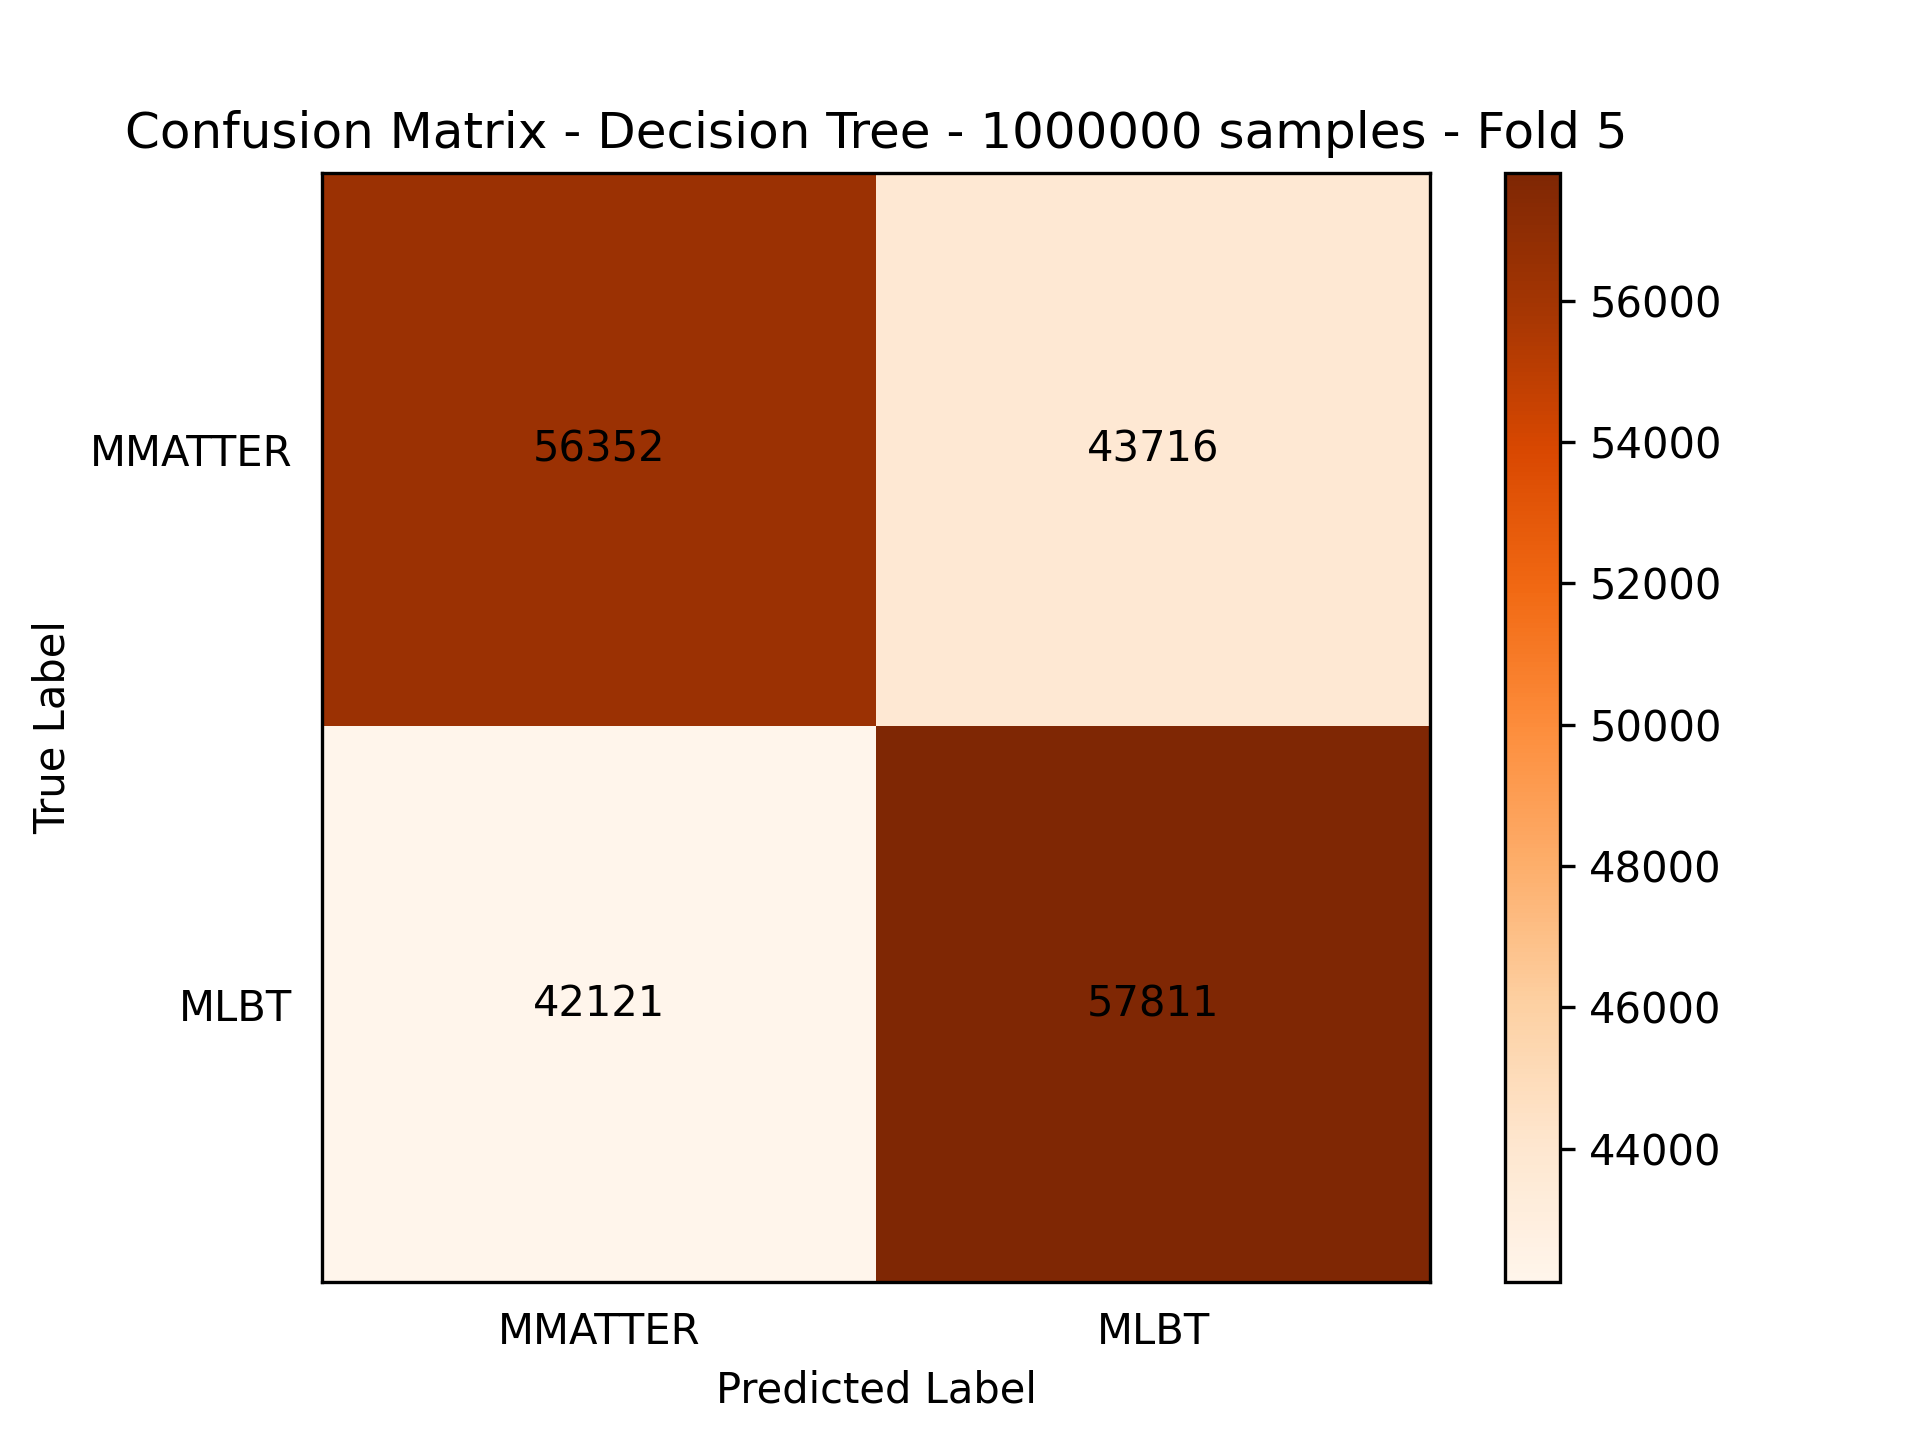 Confusion Matrix - Decision Tree - 1000000 samples - Fold 5
True Label
MMATTER
MLBT
56352
43716
42121
57811
MMATTER
MLBT
Predicted Label
56000
54000
52000
50000
48000
46000
44000